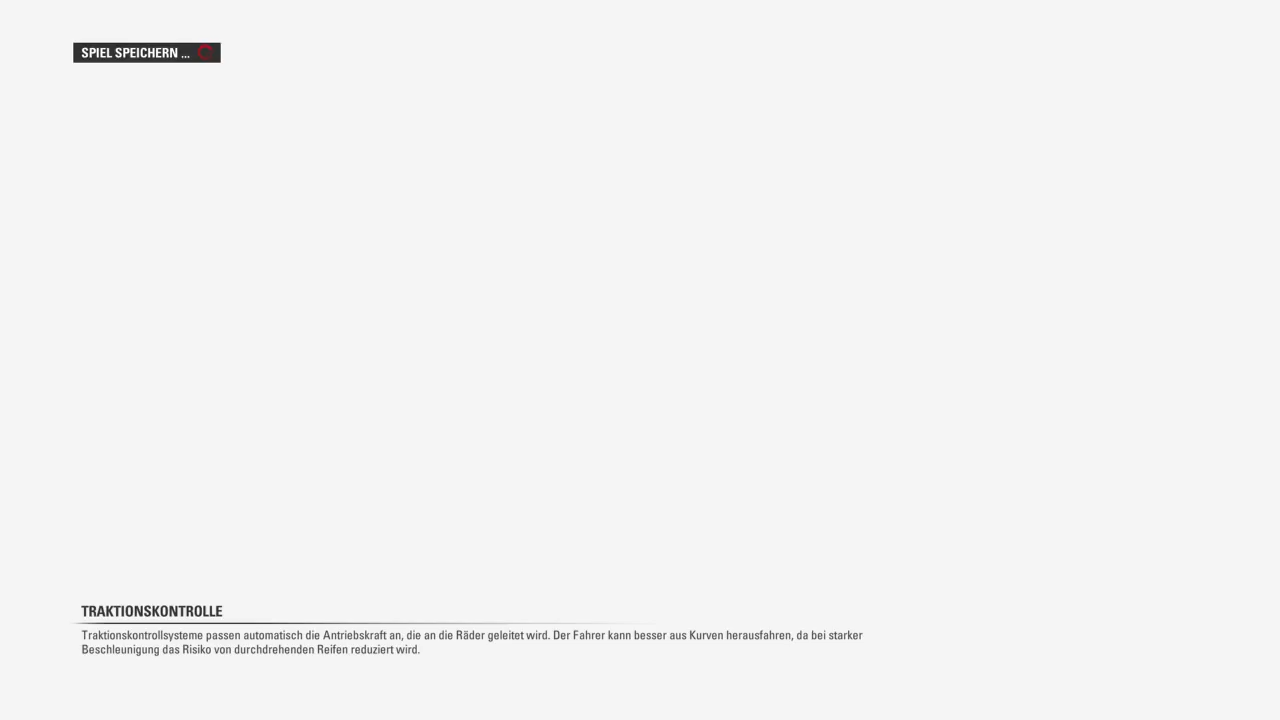 SPIEL SPEICHERN ...
TRAKTIONSKONTROLLE
Traktionskontrollsysteme passen automatisch die Antriebskraft an, die an die Räder geleitet wird. Der Fahrer kann besser aus Kurven herausfahren, da bei starker
Beschleunigung das Risiko von durchdrehenden Reifen reduziert wird.